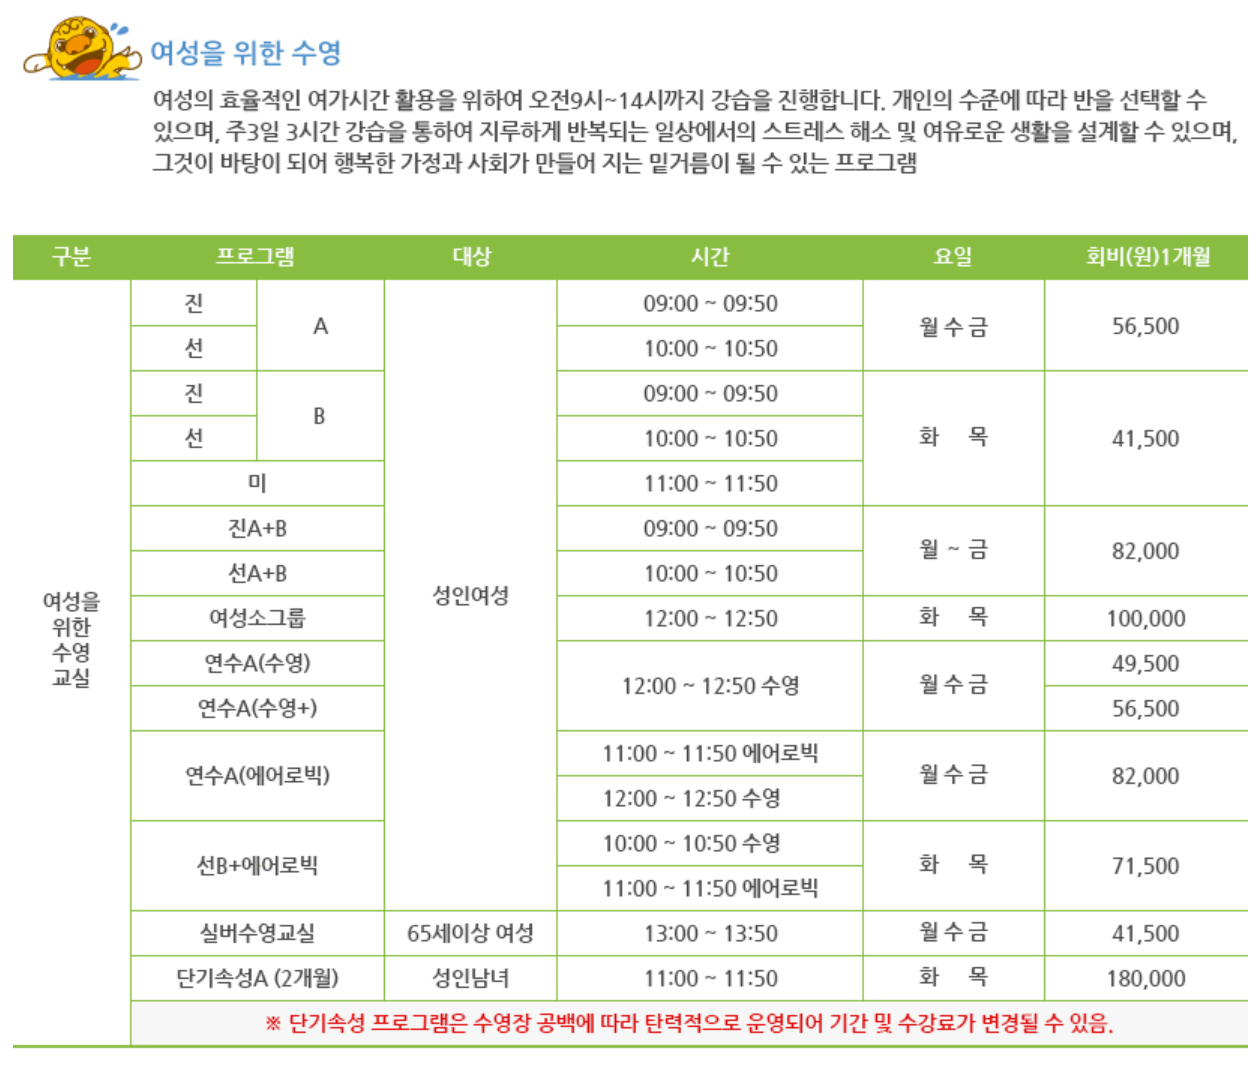 여성을 위한 수영
여성의 효율적인 여가시간 활용을 위하여 오전9시~14시까지 강습을 진행합니다. 개인의 수준에 따라 반을 선택할 수
있으며, 주3일 3시간 강습을 통하여 지루하게 반복되는 일상에서의 스트레스 해소 및 여유로운 생활을 설계할 수 있으며,
그것이 바탕이 되어 행복한 가정과 사회가 만들어 지는 밑거름이 될 수 있는 프로그램
구분 프로그램 대상 시간 요일 회비(원)1개월
진 A 09:00 ~ 09:50 월 수 금 56,500
선 10:00 ~ 10:50
진 B 09:00 ~ 09:50 화 목 41,500
선 10:00 ~ 10:50
미 11:00 ~ 11:50
진A+B 09:00 ~ 09:50 월 ~ 금 82,000
선A+B 10:00 ~ 10:50
여성을
위한
수영
교실
성인여성
여성소그룹 12:00 ~ 12:50 화 목 100,000
연수A(수영) 12:00 ~ 12:50 수영 월 수 금 49,500
연수A(수영+) 56,500
연수A(에어로빅) 11:00 ~ 11:50 에어로빅 월 수 금 82,000
12:00 ~ 12:50 수영
선B+에어로빅 10:00 ~ 10:50 수영 화 목 71,500
11:00 ~ 11:50 에어로빅
실버수영교실 65세이상 여성 13:00 ~ 13:50 월 수 금 41,500
단기속성A (2개월) 성인남녀 11:00 ~ 11:50 화 목 180,000
※ 단기속성 프로그램은 수영장 공백에 따라 탄력적으로 운영되어 기간 및 수강료가 변경될 수 있음.